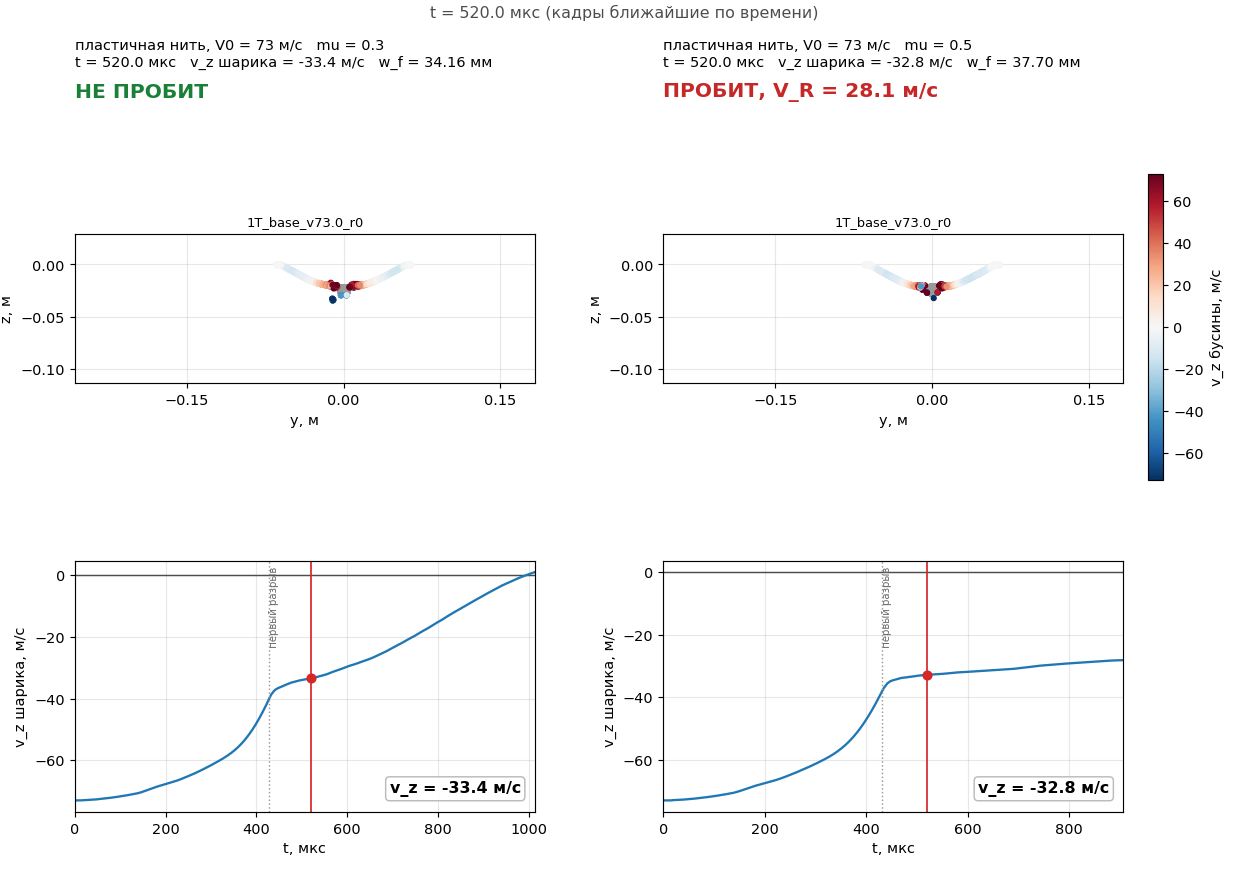 t = 520.0 мкс (кадры ближайшие по времени)
пластичная нить, V0 = 73 м/с   mu = 0.3
t = 520.0 мкс   v_z шарика = -33.4 м/с   w_f = 34.16 мм
НЕ ПРОБИТ
пластичная нить, V0 = 73 м/с   mu = 0.5
t = 520.0 мкс   v_z шарика = -32.8 м/с   w_f = 37.70 мм
ПРОБИТ, V_R = 28.1 м/с
1T_base_v73.0_r0
0.00
−0.05
−0.10
z, м
−0.15
0.00
0.15
y, м
1T_base_v73.0_r0
0.00
−0.05
−0.10
z, м
−0.15
0.00
0.15
y, м
60
40
20
0
−20
−40
−60
v_z бусины, м/с
0
−20
−40
−60
v_z шарика, м/с
первый разрыв
v_z = -33.4 м/с
0
200
400
600
800
1000
t, мкс
0
−20
−40
−60
v_z шарика, м/с
первый разрыв
v_z = -32.8 м/с
0
200
400
600
800
t, мкс